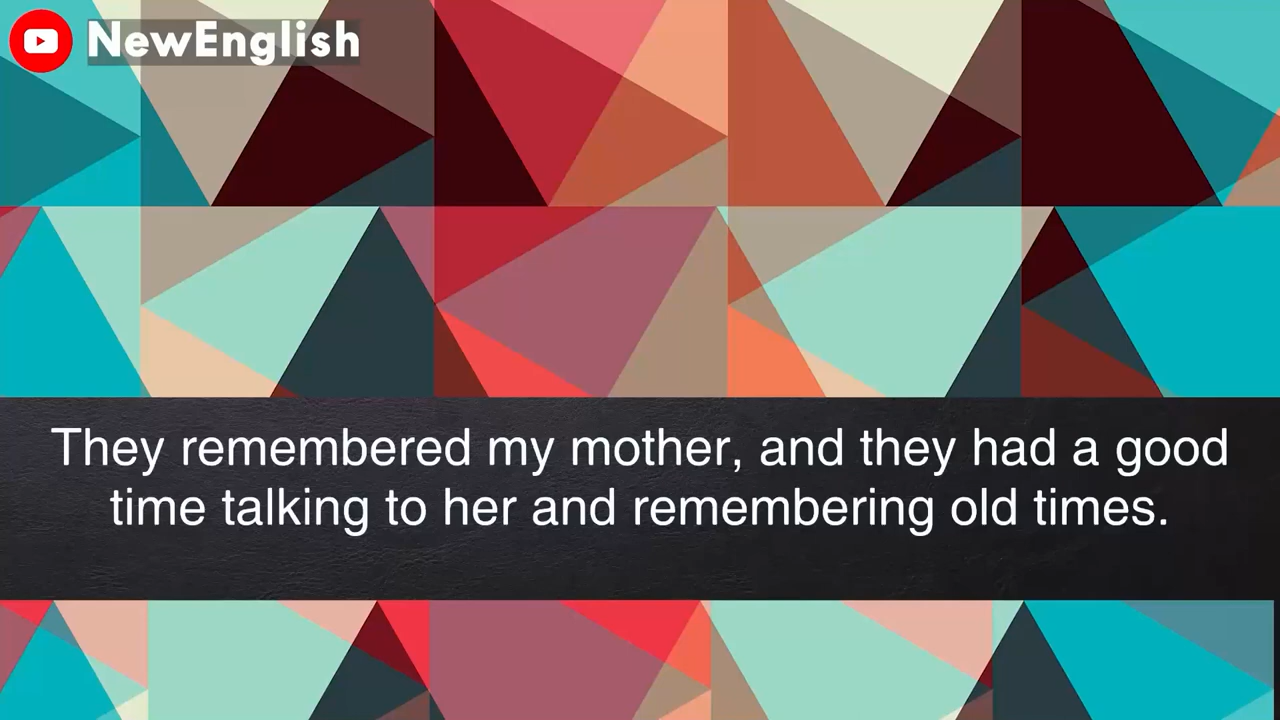 NewEnglish
They remembered my mother, and they had a good
time talking to her and remembering old times.